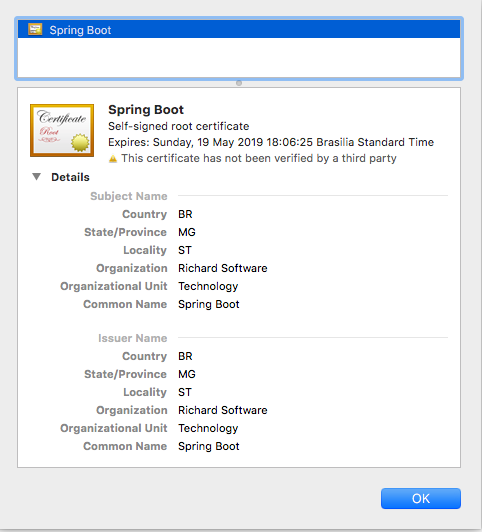 Spring Boot
Certificate
Root
Spring Boot
Self-signed root certificate
Expires: Sunday, 19 May 2019 18:06:25 Brasilia Standard Time
This certificate has not been verified by a third party
Details
Subject Name
Country BR
State/Province MG
Locality ST
Organization Richard Software
Organizational Unit Technology
Common Name Spring Boot
Issuer Name
Country BR
State/Province MG
Locality ST
Organization Richard Software
Organizational Unit Technology
Common Name Spring Boot
OK